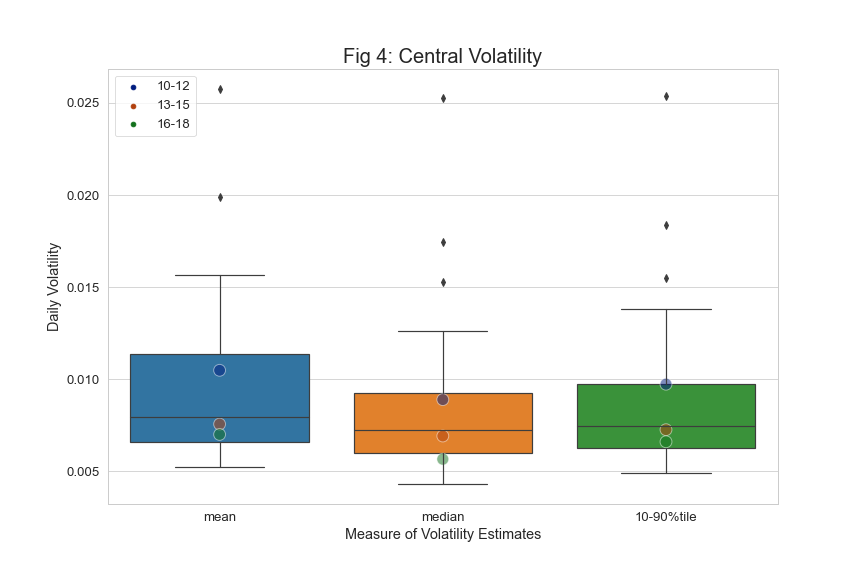 Fig 4: Central Volatility
10-12
13-15
16-18
0.025
0.020
0.015
0.010
0.005
Daily Volatility
mean
median
10-90%tile
Measure of Volatility Estimates